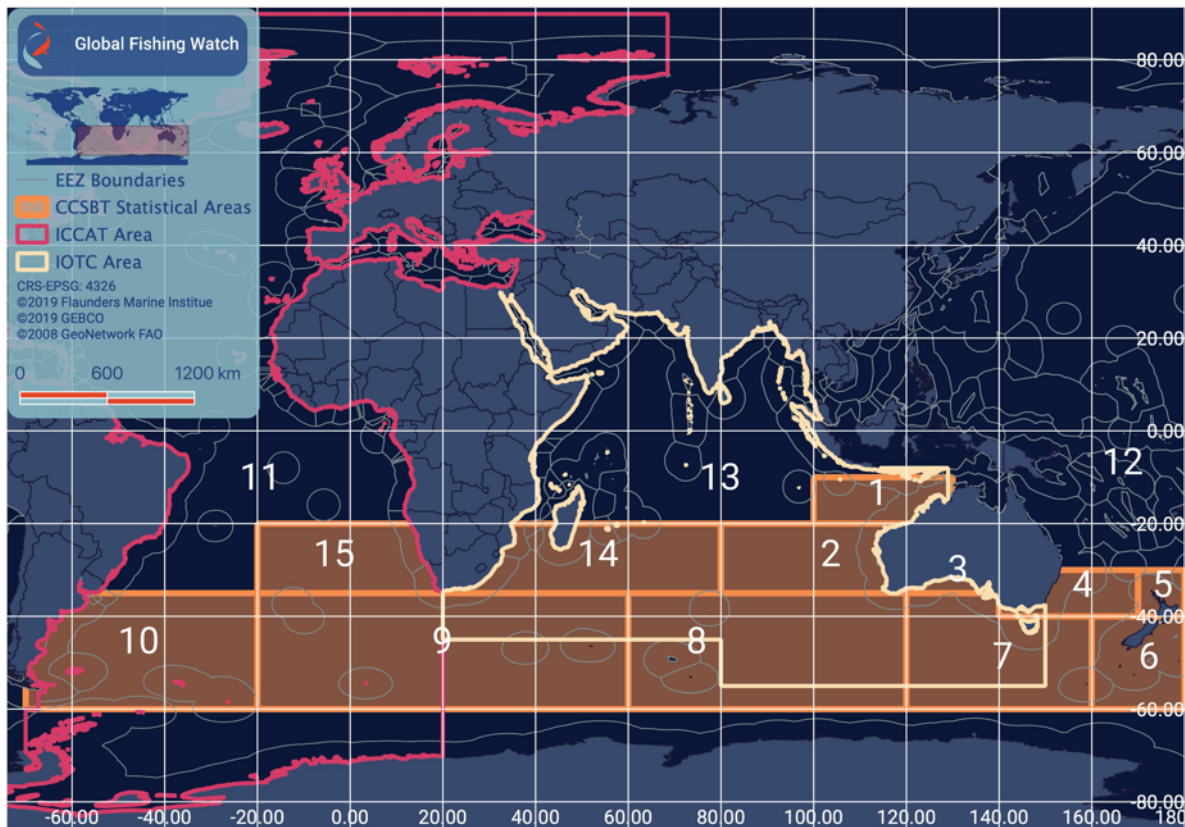 Global Fishing Watch
EEZ Boundaries
CCSBT Statistical Areas
ICCAT Area
IOTC Area
CRS-EPSG: 4326
©2019 Flaunders Marine Institue
©2019 GEBCO
©2008 GeoNetwork FAO
0 600 1200 km
80.00
60.00
40.00
20.00
0.00
11 13 12
1
-20.00
15 14 2 3 4 5
-40.00
10 9 8 7 6
-60.00
-80.00
-60.00 -40.00 -20.00 0.00 20.00 40.00 60.00 80.00 100.00 120.00 140.00 160.00 180